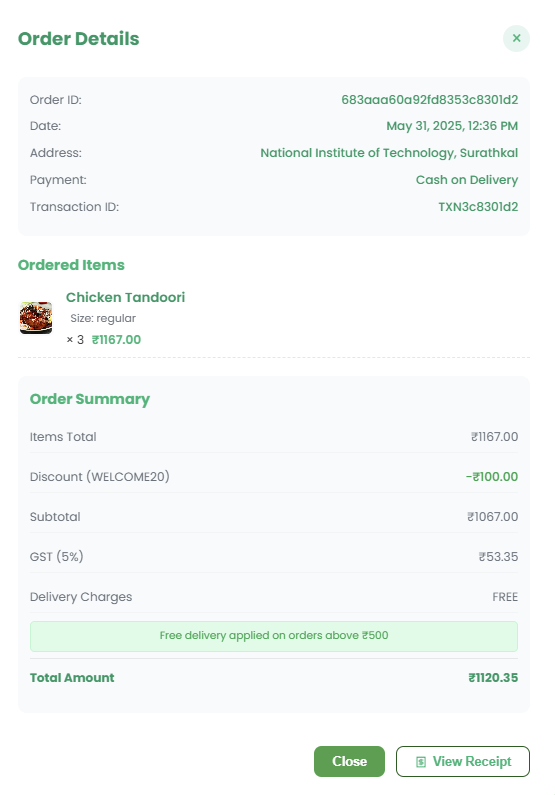 Order Details
×
Order ID: 683aaa60a92fd8353c8301d2
Date: May 31, 2025, 12:36 PM
Address: National Institute of Technology, Surathkal
Payment: Cash on Delivery
Transaction ID: TXN3c8301d2
Ordered Items
Chicken Tandoori
Size: regular
× 3 ₹1167.00
Order Summary
Items Total ₹1167.00
Discount (WELCOME20) -₹100.00
Subtotal ₹1067.00
GST (5%) ₹53.35
Delivery Charges FREE
Free delivery applied on orders above ₹500
Total Amount ₹1120.35
Close View Receipt